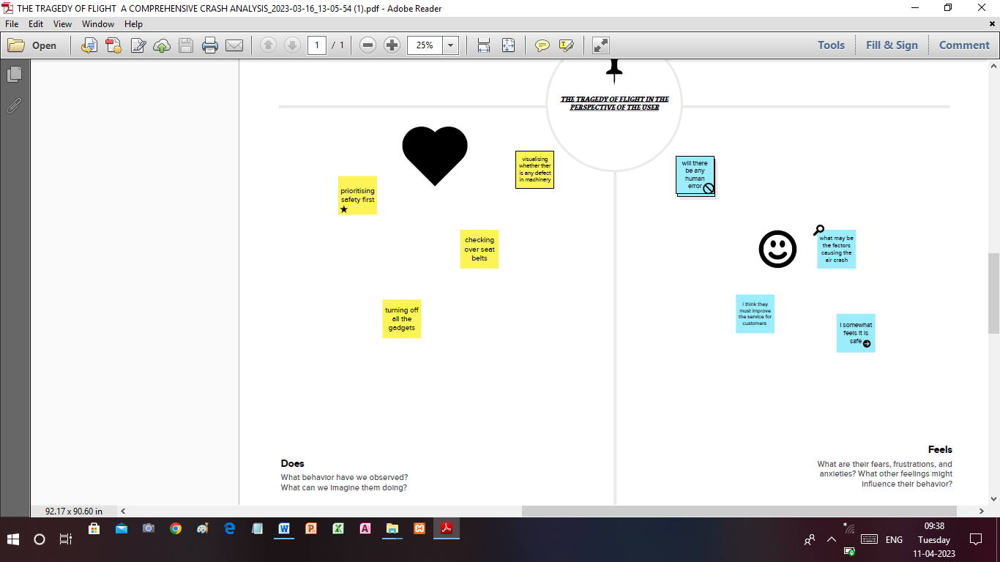 THE TRAGEDY OF FLIGHT  A COMPREHENSIVE CRASH ANALYSIS_2023-03-16_13-05-54 (1).pdf - Adobe Reader
File Edit View Window Help
Open 1 / 1 25% Tools Fill & Sign Comment
THE TRAGEDY OF FLIGHT IN THE
PERSPECTIVE OF THE USER
visualising
whether ther
is any defect
in machinery
prioritising
safety first
checking
over seat
belts
turning off
all the
gadgets
will there
be any
human
error
what may be
the factors
causing the
air crash
I think they
must improve
the service for
customers
I somewhat
feels it is
safe
Does
What behavior have we observed?
What can we imagine them doing?
Feels
What are their fears, frustrations, and
anxieties? What other feelings might
influence their behavior?
92.17 x 90.60 in
ENG
09:38
Tuesday
11-04-2023